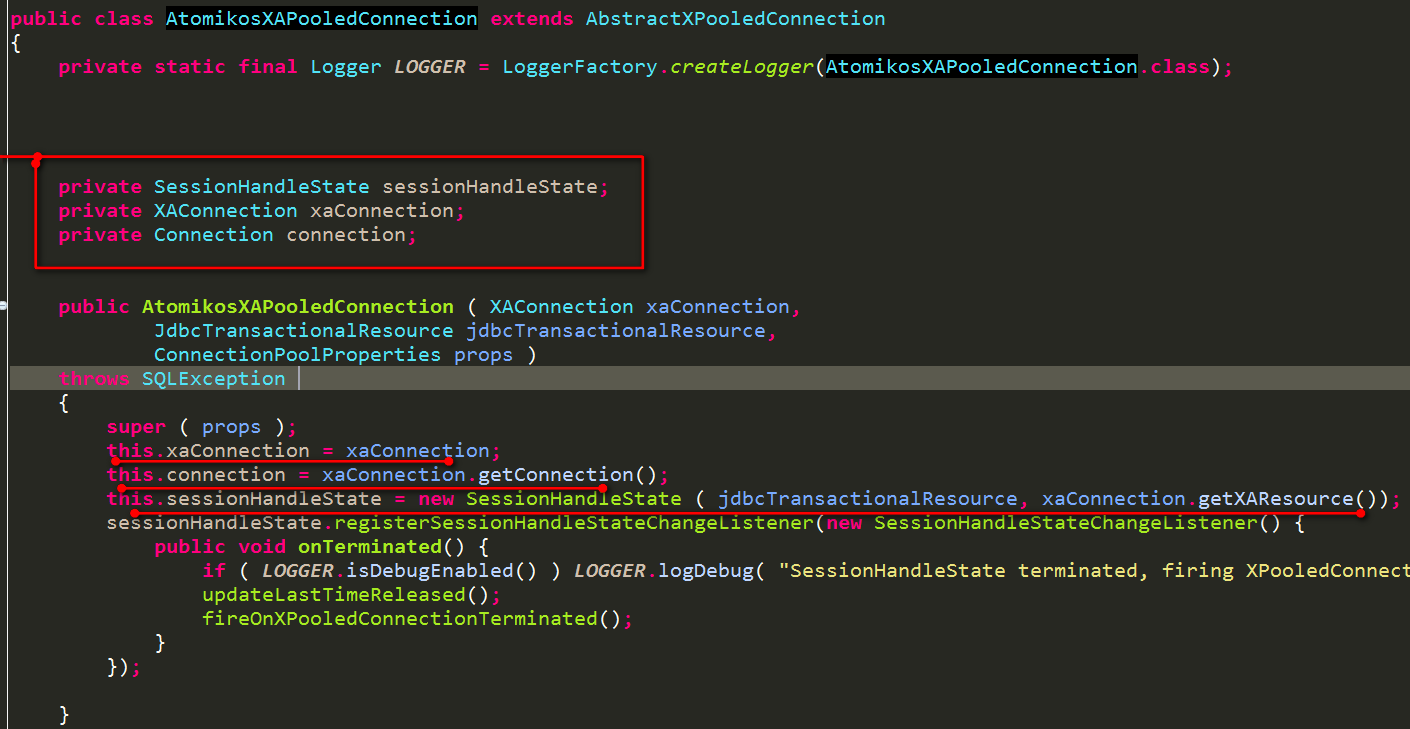 public class AtomikosXAPooledConnection extends AbstractXPooledConnection
{
private static final Logger LOGGER = LoggerFactory.createLogger(AtomikosXAPooledConnection.class);
private SessionHandleState sessionHandleState;
private XAConnection xaConnection;
private Connection connection;
public AtomikosXAPooledConnection ( XAConnection xaConnection,
JdbcTransactionalResource jdbcTransactionalResource,
ConnectionPoolProperties props )
throws SQLException
{
super ( props );
this.xaConnection = xaConnection;
this.connection = xaConnection.getConnection();
this.sessionHandleState = new SessionHandleState ( jdbcTransactionalResource, xaConnection.getXAResource());
sessionHandleState.registerSessionHandleStateChangeListener(new SessionHandleStateChangeListener() {
public void onTerminated() {
if ( LOGGER.isDebugEnabled() ) LOGGER.logDebug( "SessionHandleState terminated, firing XPooledConnect
updateLastTimeReleased();
fireOnXPooledConnectionTerminated();
}
});
}